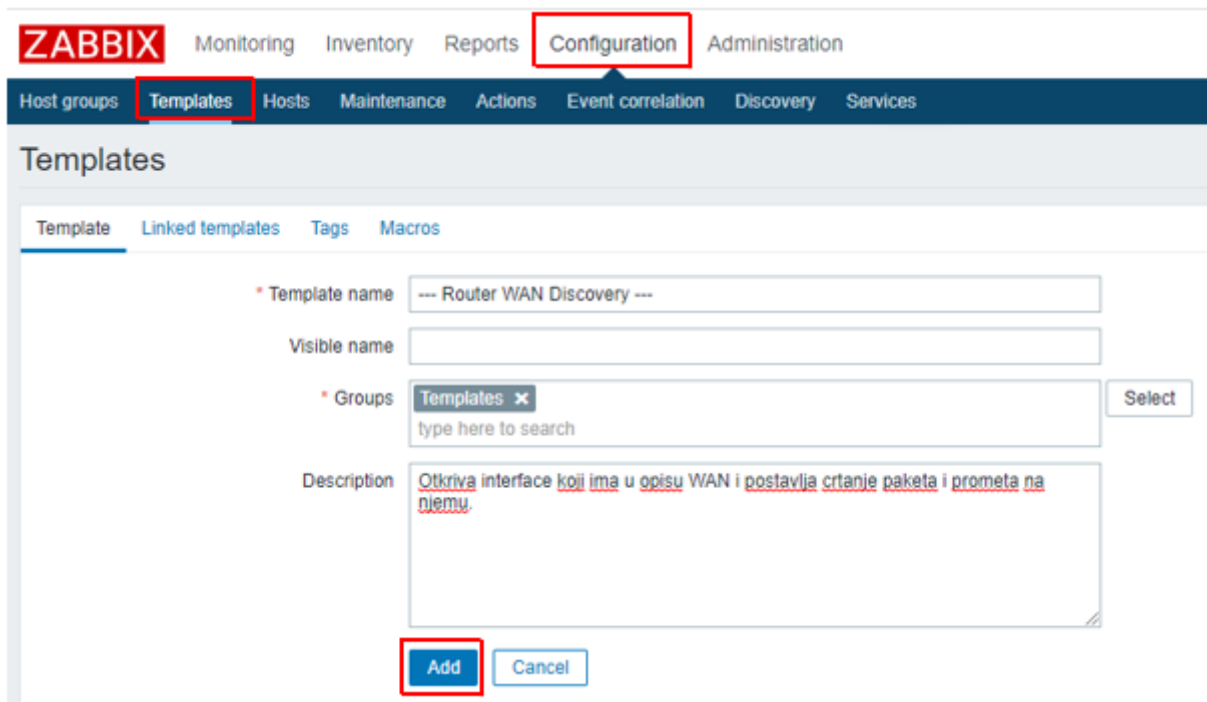 ZABBIX Monitoring Inventory Reports Configuration Administration
Host groups Templates Hosts Maintenance Actions Event correlation Discovery Services
Templates
Template Linked templates Tags Macros
* Template name --- Router WAN Discovery ---
Visible name
* Groups Templates × Select
type here to search
Description Otkriva interface koji ima u opisu WAN i postavlja crtanje paketa i prometa na
njemu.
Add Cancel